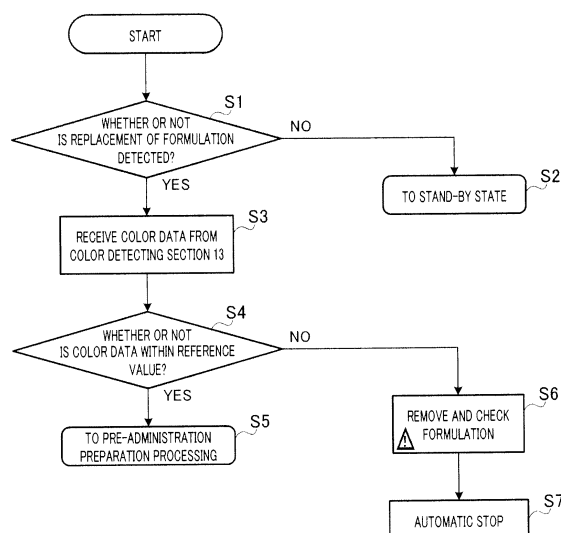 START
S1
WHETHER OR NOT
IS REPLACEMENT OF FORMULATION
DETECTED?
NO
YES
S2
TO STAND-BY STATE
S3
RECEIVE COLOR DATA FROM
COLOR DETECTING SECTION 13
S4
WHETHER OR NOT
IS COLOR DATA WITHIN REFERENCE
VALUE?
NO
YES
S5
TO PRE-ADMINISTRATION
PREPARATION PROCESSING
S6
REMOVE AND CHECK
! FORMULATION
S7
AUTOMATIC STOP